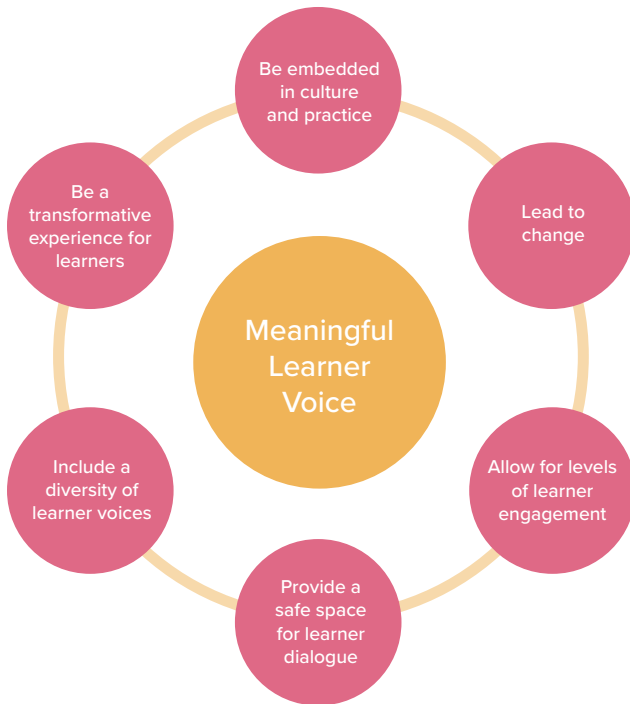 Be embedded
in culture
and practice
Lead to
change
Allow for levels
of learner
engagement
Provide a
safe space
for learner
dialogue
Include a
diversity of
learner voices
Be a
transformative
experience for
learners
Meaningful
Learner
Voice